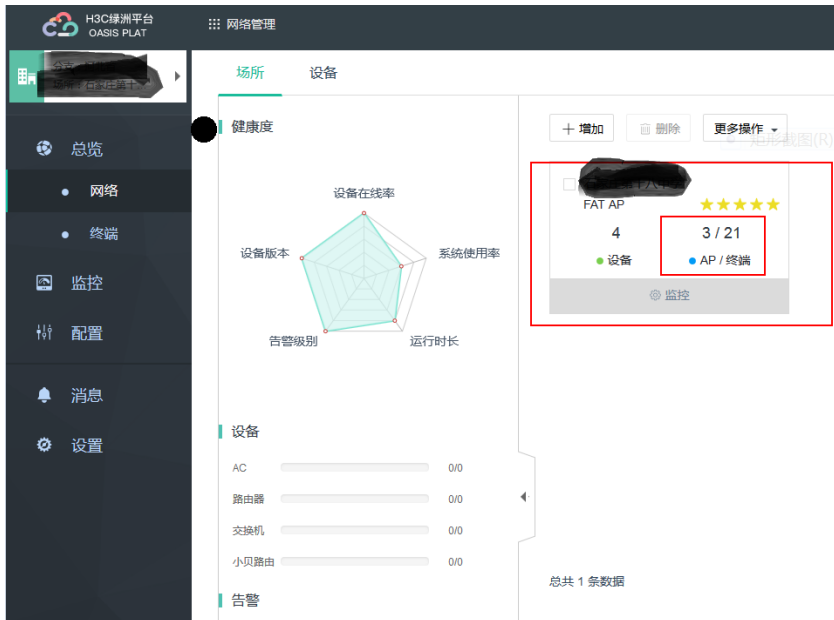 H3C绿洲平台
OASIS PLAT
网络管理
场所 设备
总览
网络
终端
监控
配置
消息
设置
健康度
设备在线率
系统使用率
运行时长
告警级别
设备版本
设备
AC 0/0
路由器 0/0
交换机 0/0
小贝路由 0/0
告警
增加 删除 更多操作
矩形截图(R)
FAT AP
4 3 / 21
设备 AP / 终端
监控
总共 1 条数据